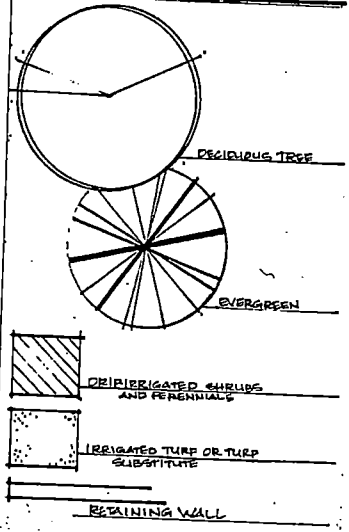 DECIDUOUS TREE
EVERGREEN
DRIP IRRIGATED SHRUBS
AND PERENNIALS
IRRIGATED TURF OR TURF
SUBSTITUTE
RETAINING WALL